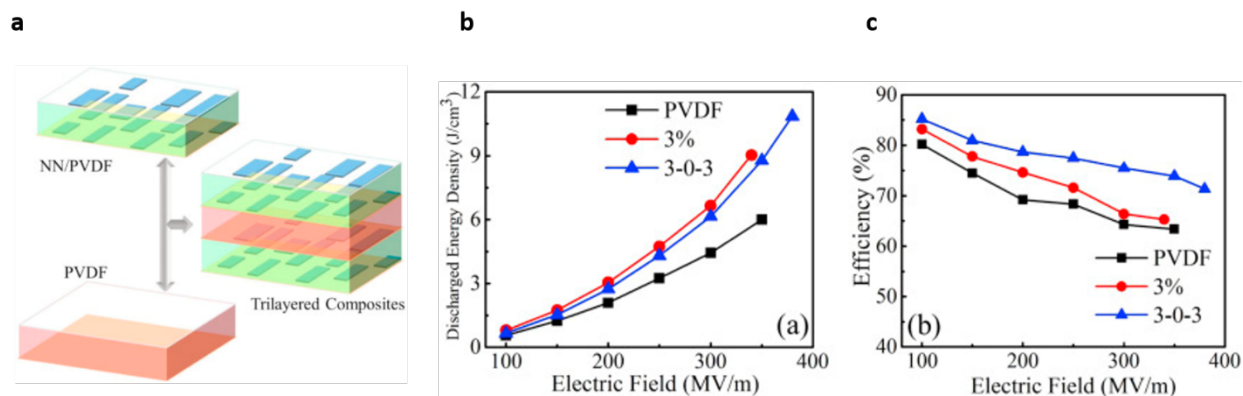 a
b
c
NN/PVDF
PVDF
Trilayered Composites
Discharged Energy Density (J/cm³)
12
9
6
3
0
PVDF
3%
3-0-3
(a)
100
200
300
400
Electric Field (MV/m)
Efficiency (%)
90
80
70
60
50
40
PVDF
3%
3-0-3
(b)
100
200
300
400
Electric Field (MV/m)